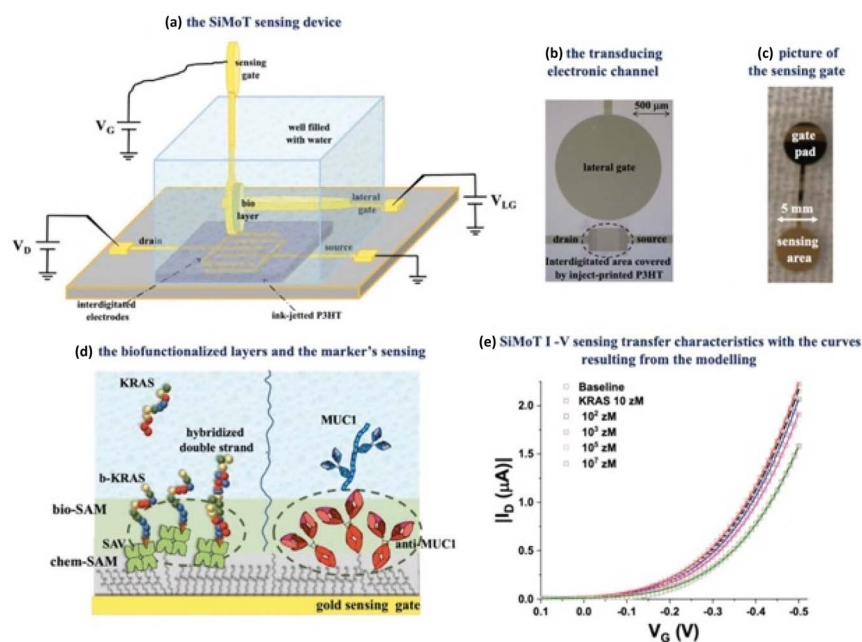 (a) the SiMoT sensing device
sensing
gate
V_G
well filled
with water
bio
layer
lateral
gate
V_LG
V_D
drain
source
interdigitated
electrodes
ink-jetted P3HT
(b) the transducing
electronic channel
500 µm
lateral gate
drain
source
Interdigitated area covered
by inject-printed P3HT
(c) picture of
the sensing gate
gate
pad
5 mm
sensing
area
(d) the biofunctionalized layers and the marker's sensing
KRAS
hybridized
double strand
MUC1
b-KRAS
bio-SAM
SAV
anti-MUC1
chem-SAM
gold sensing gate
(e) SiMoT I -V sensing transfer characteristics with the curves
resulting from the modelling
Baseline
KRAS 10 zM
10² zM
10³ zM
10⁵ zM
10⁷ zM
|I_D (µA)|
2.0
1.5
1.0
0.5
0.0
0.1 0.0 -0.1 -0.2 -0.3 -0.4 -0.5
V_G (V)